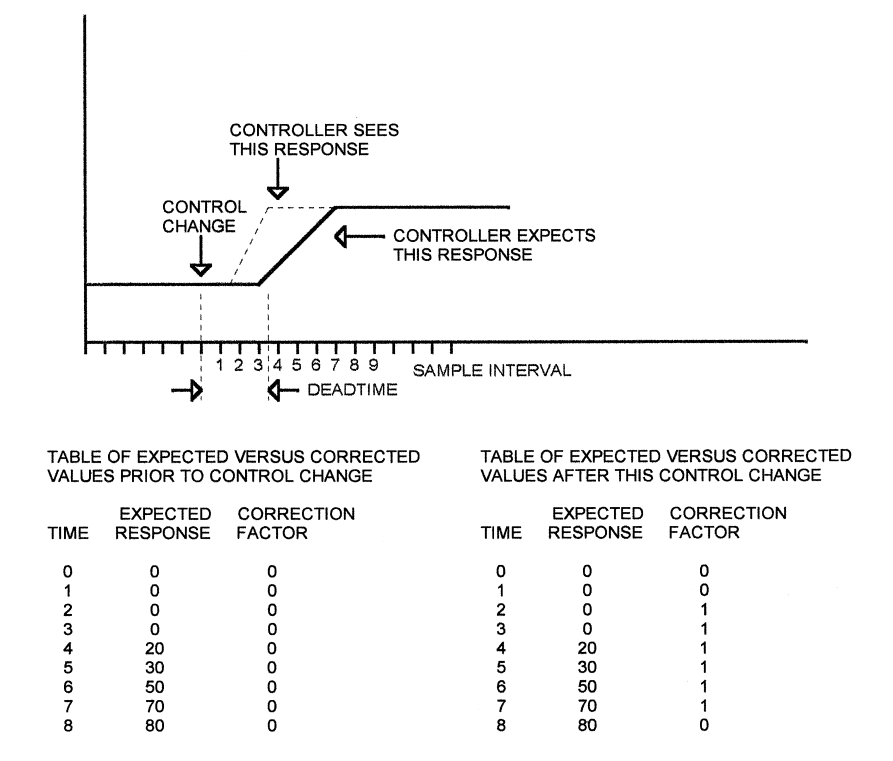 CONTROLLER SEES
THIS RESPONSE
CONTROL
CHANGE
CONTROLLER EXPECTS
THIS RESPONSE
1 2 3 4 5 6 7 8 9
SAMPLE INTERVAL
DEADTIME
TABLE OF EXPECTED VERSUS CORRECTED
VALUES PRIOR TO CONTROL CHANGE
EXPECTED CORRECTION
TIME RESPONSE FACTOR
0 0 0
1 0 0
2 0 0
3 0 0
4 20 0
5 30 0
6 50 0
7 70 0
8 80 0
TABLE OF EXPECTED VERSUS CORRECTED
VALUES AFTER THIS CONTROL CHANGE
EXPECTED CORRECTION
TIME RESPONSE FACTOR
0 0 0
1 0 0
2 0 1
3 0 1
4 20 1
5 30 1
6 50 1
7 70 1
8 80 0